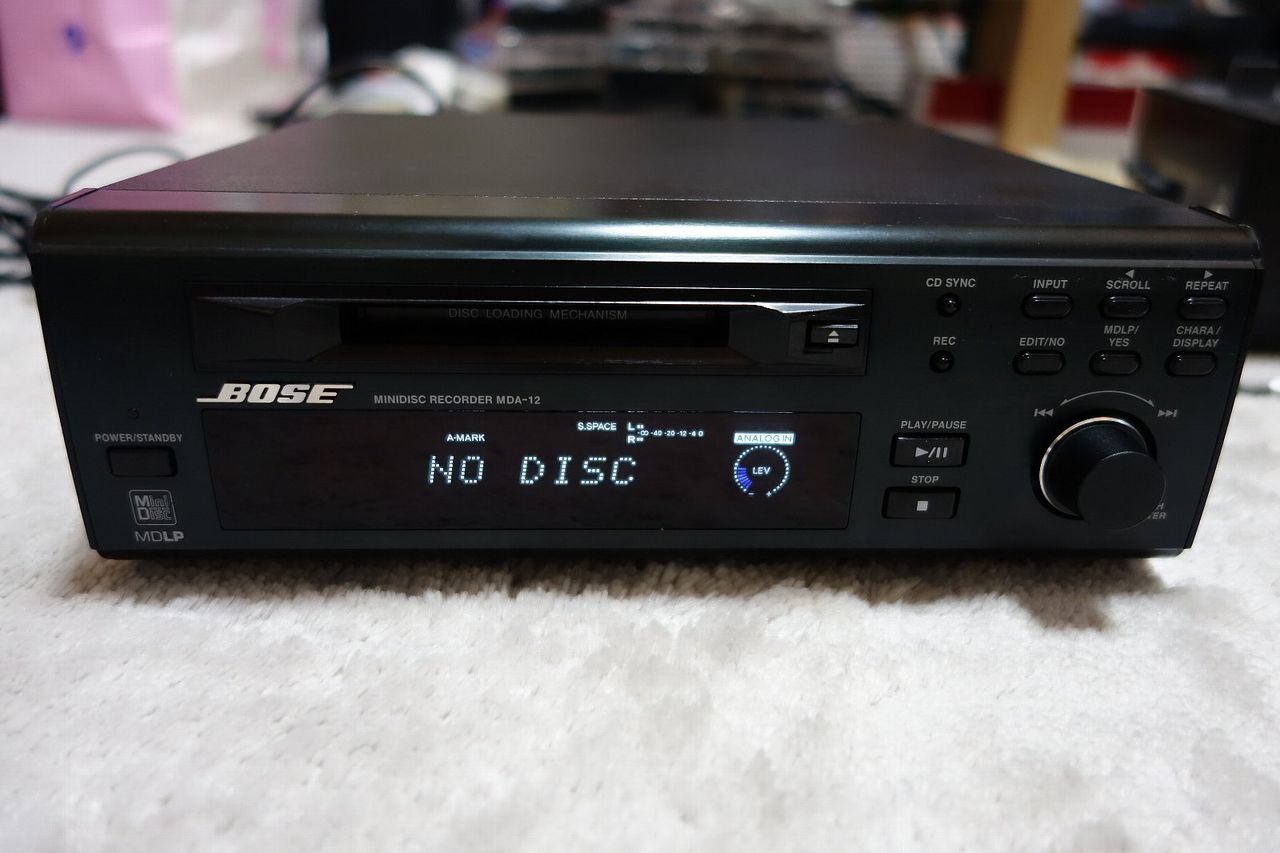 CD SYNC
INPUT
SCROLL
REPEAT
DISC LOADING MECHANISM
REC
EDIT/NO
MDLP/
YES
CHARA/
DISPLAY
BOSE
MINIDISC RECORDER MDA-12
POWER/STANDBY
A-MARK
S.SPACE
L
R
-∞ -40 -20 -12 -6 0
ANALOG IN
NO DISC
LEV
PLAY/PAUSE
STOP
Mini
Disc
MDLP